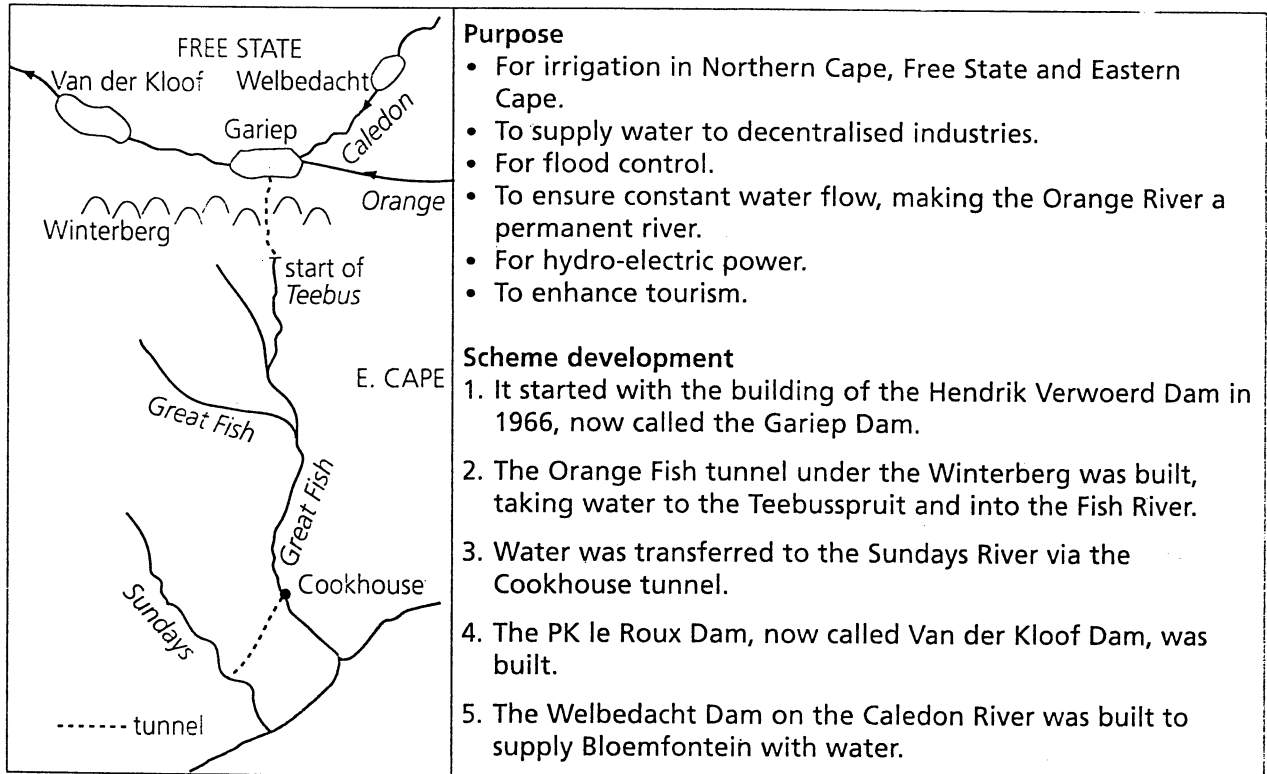 FREE STATE
Van der Kloof
Welbedacht
Gariep
Caledon
Orange
Winterberg
start of
Teebus
E. CAPE
Great Fish
Great Fish
Cookhouse
Sundays
tunnel
Purpose
• For irrigation in Northern Cape, Free State and Eastern
Cape.
• To supply water to decentralised industries.
• For flood control.
• To ensure constant water flow, making the Orange River a
permanent river.
• For hydro-electric power.
• To enhance tourism.
Scheme development
1. It started with the building of the Hendrik Verwoerd Dam in
1966, now called the Gariep Dam.
2. The Orange Fish tunnel under the Winterberg was built,
taking water to the Teebusspruit and into the Fish River.
3. Water was transferred to the Sundays River via the
Cookhouse tunnel.
4. The PK le Roux Dam, now called Van der Kloof Dam, was
built.
5. The Welbedacht Dam on the Caledon River was built to
supply Bloemfontein with water.